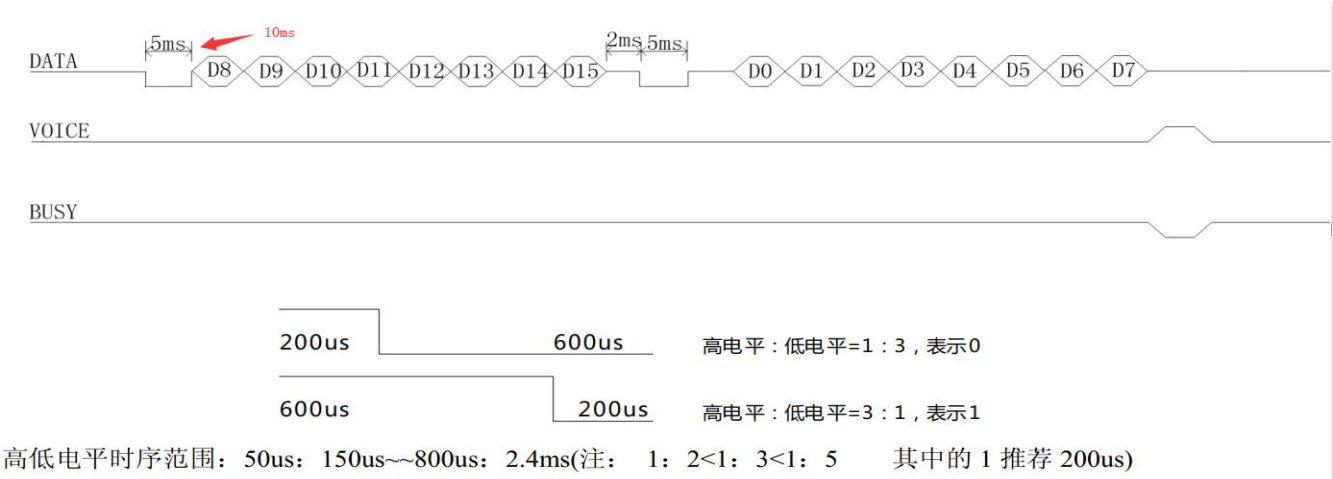 5ms 10ms 2ms 5ms
DATA D8 D9 D10 D11 D12 D13 D14 D15 D0 D1 D2 D3 D4 D5 D6 D7
VOICE
BUSY
200us 600us 高电平：低电平=1：3，表示0
600us 200us 高电平：低电平=3：1，表示1
高低电平时序范围：50us：150us~~800us：2.4ms(注： 1：2<1：3<1：5 其中的 1 推荐 200us)